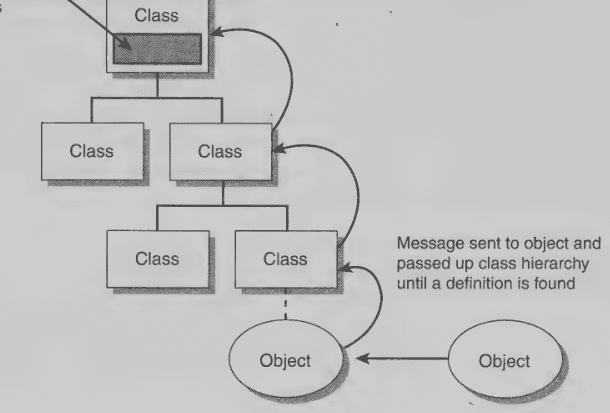 Class
Class
Class
Class
Class
Message sent to object and
passed up class hierarchy
until a definition is found
Object
Object